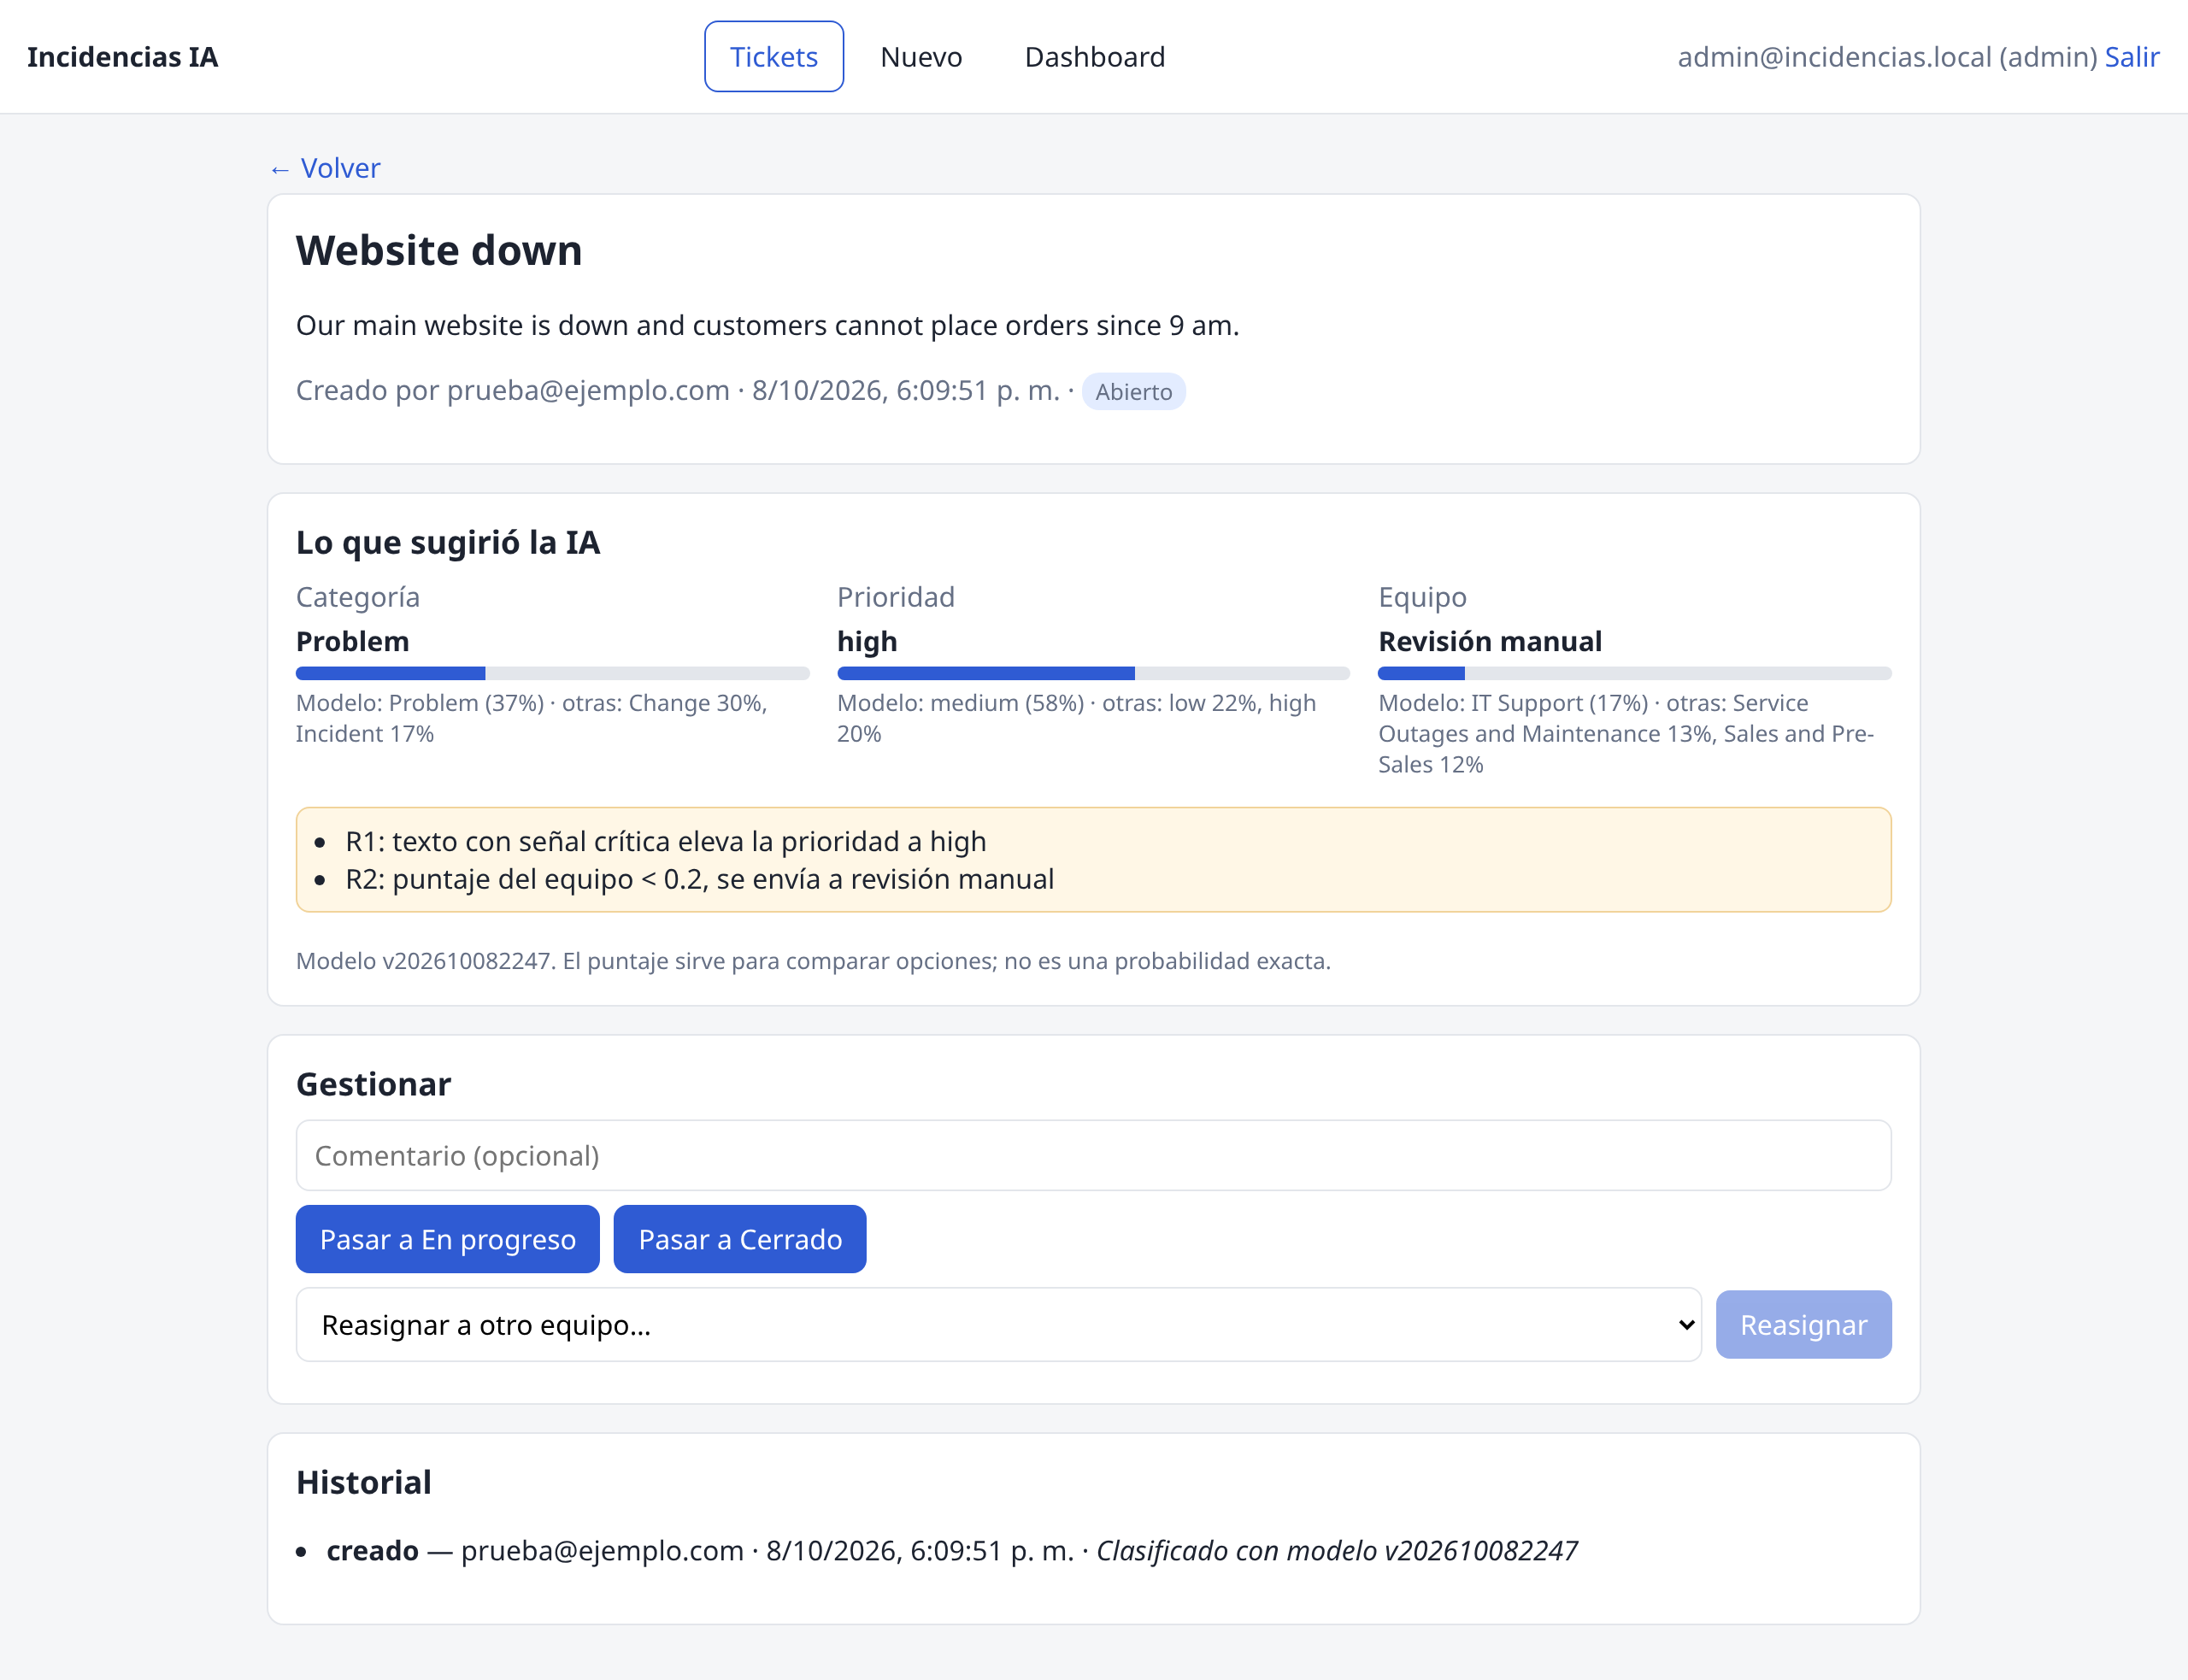 Incidencias IA
Tickets
Nuevo
Dashboard
admin@incidencias.local (admin) Salir
← Volver
Website down
Our main website is down and customers cannot place orders since 9 am.
Creado por prueba@ejemplo.com · 8/10/2026, 6:09:51 p. m. · Abierto
Lo que sugirió la IA
Categoría
Problem
Modelo: Problem (37%) · otras: Change 30%,
Incident 17%
Prioridad
high
Modelo: medium (58%) · otras: low 22%, high
20%
Equipo
Revisión manual
Modelo: IT Support (17%) · otras: Service
Outages and Maintenance 13%, Sales and Pre-
Sales 12%
• R1: texto con señal crítica eleva la prioridad a high
• R2: puntaje del equipo < 0.2, se envía a revisión manual
Modelo v202610082247. El puntaje sirve para comparar opciones; no es una probabilidad exacta.
Gestionar
Comentario (opcional)
Pasar a En progreso
Pasar a Cerrado
Reasignar a otro equipo...
Reasignar
Historial
• creado — prueba@ejemplo.com · 8/10/2026, 6:09:51 p. m. · Clasificado con modelo v202610082247